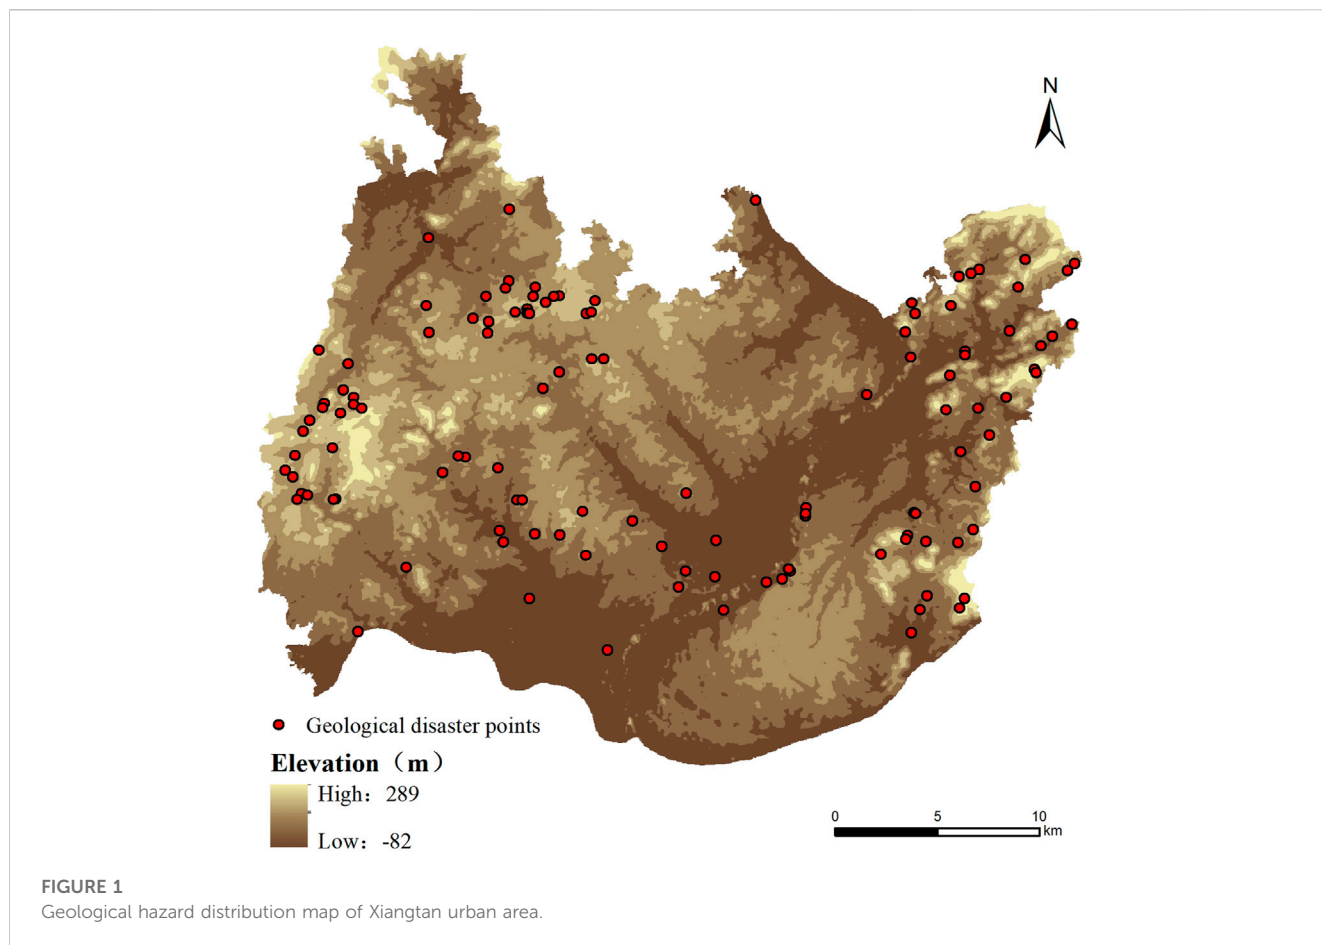 N
Geological disaster points
Elevation（m）
High：289
Low：-82
0 5 10
km
FIGURE 1
Geological hazard distribution map of Xiangtan urban area.